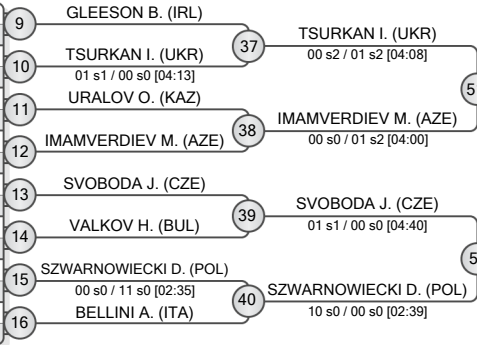 9
GLEESON B. (IRL)
10
TSURKAN I. (UKR)
01 s1 / 00 s0 [04:13]
37
TSURKAN I. (UKR)
00 s2 / 01 s2 [04:08]
11
URALOV O. (KAZ)
12
IMAMVERDIEV M. (AZE)
38
IMAMVERDIEV M. (AZE)
00 s0 / 01 s2 [04:00]
5
13
SVOBODA J. (CZE)
14
VALKOV H. (BUL)
39
SVOBODA J. (CZE)
01 s1 / 00 s0 [04:40]
15
SZWARNOWIECKI D. (POL)
00 s0 / 11 s0 [02:35]
16
BELLINI A. (ITA)
40
SZWARNOWIECKI D. (POL)
10 s0 / 00 s0 [02:39]
5